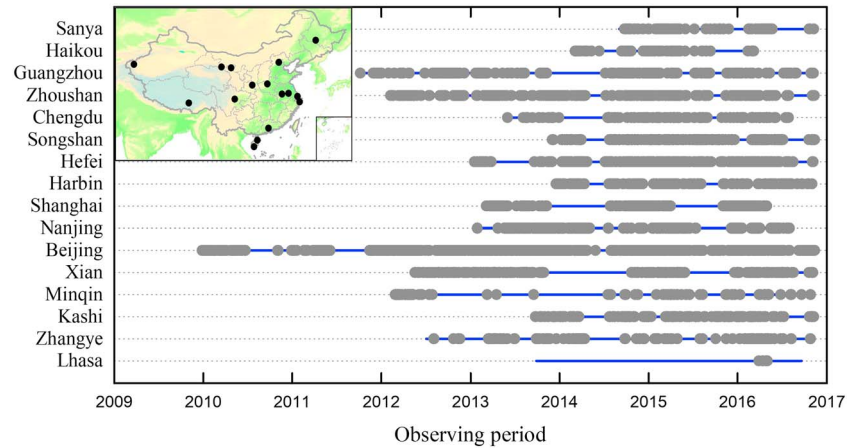 Sanya
Haikou
Guangzhou
Zhoushan
Chengdu
Songshan
Hefei
Harbin
Shanghai
Nanjing
Beijing
Xian
Minqin
Kashi
Zhangye
Lhasa
2009 2010 2011 2012 2013 2014 2015 2016 2017
Observing period